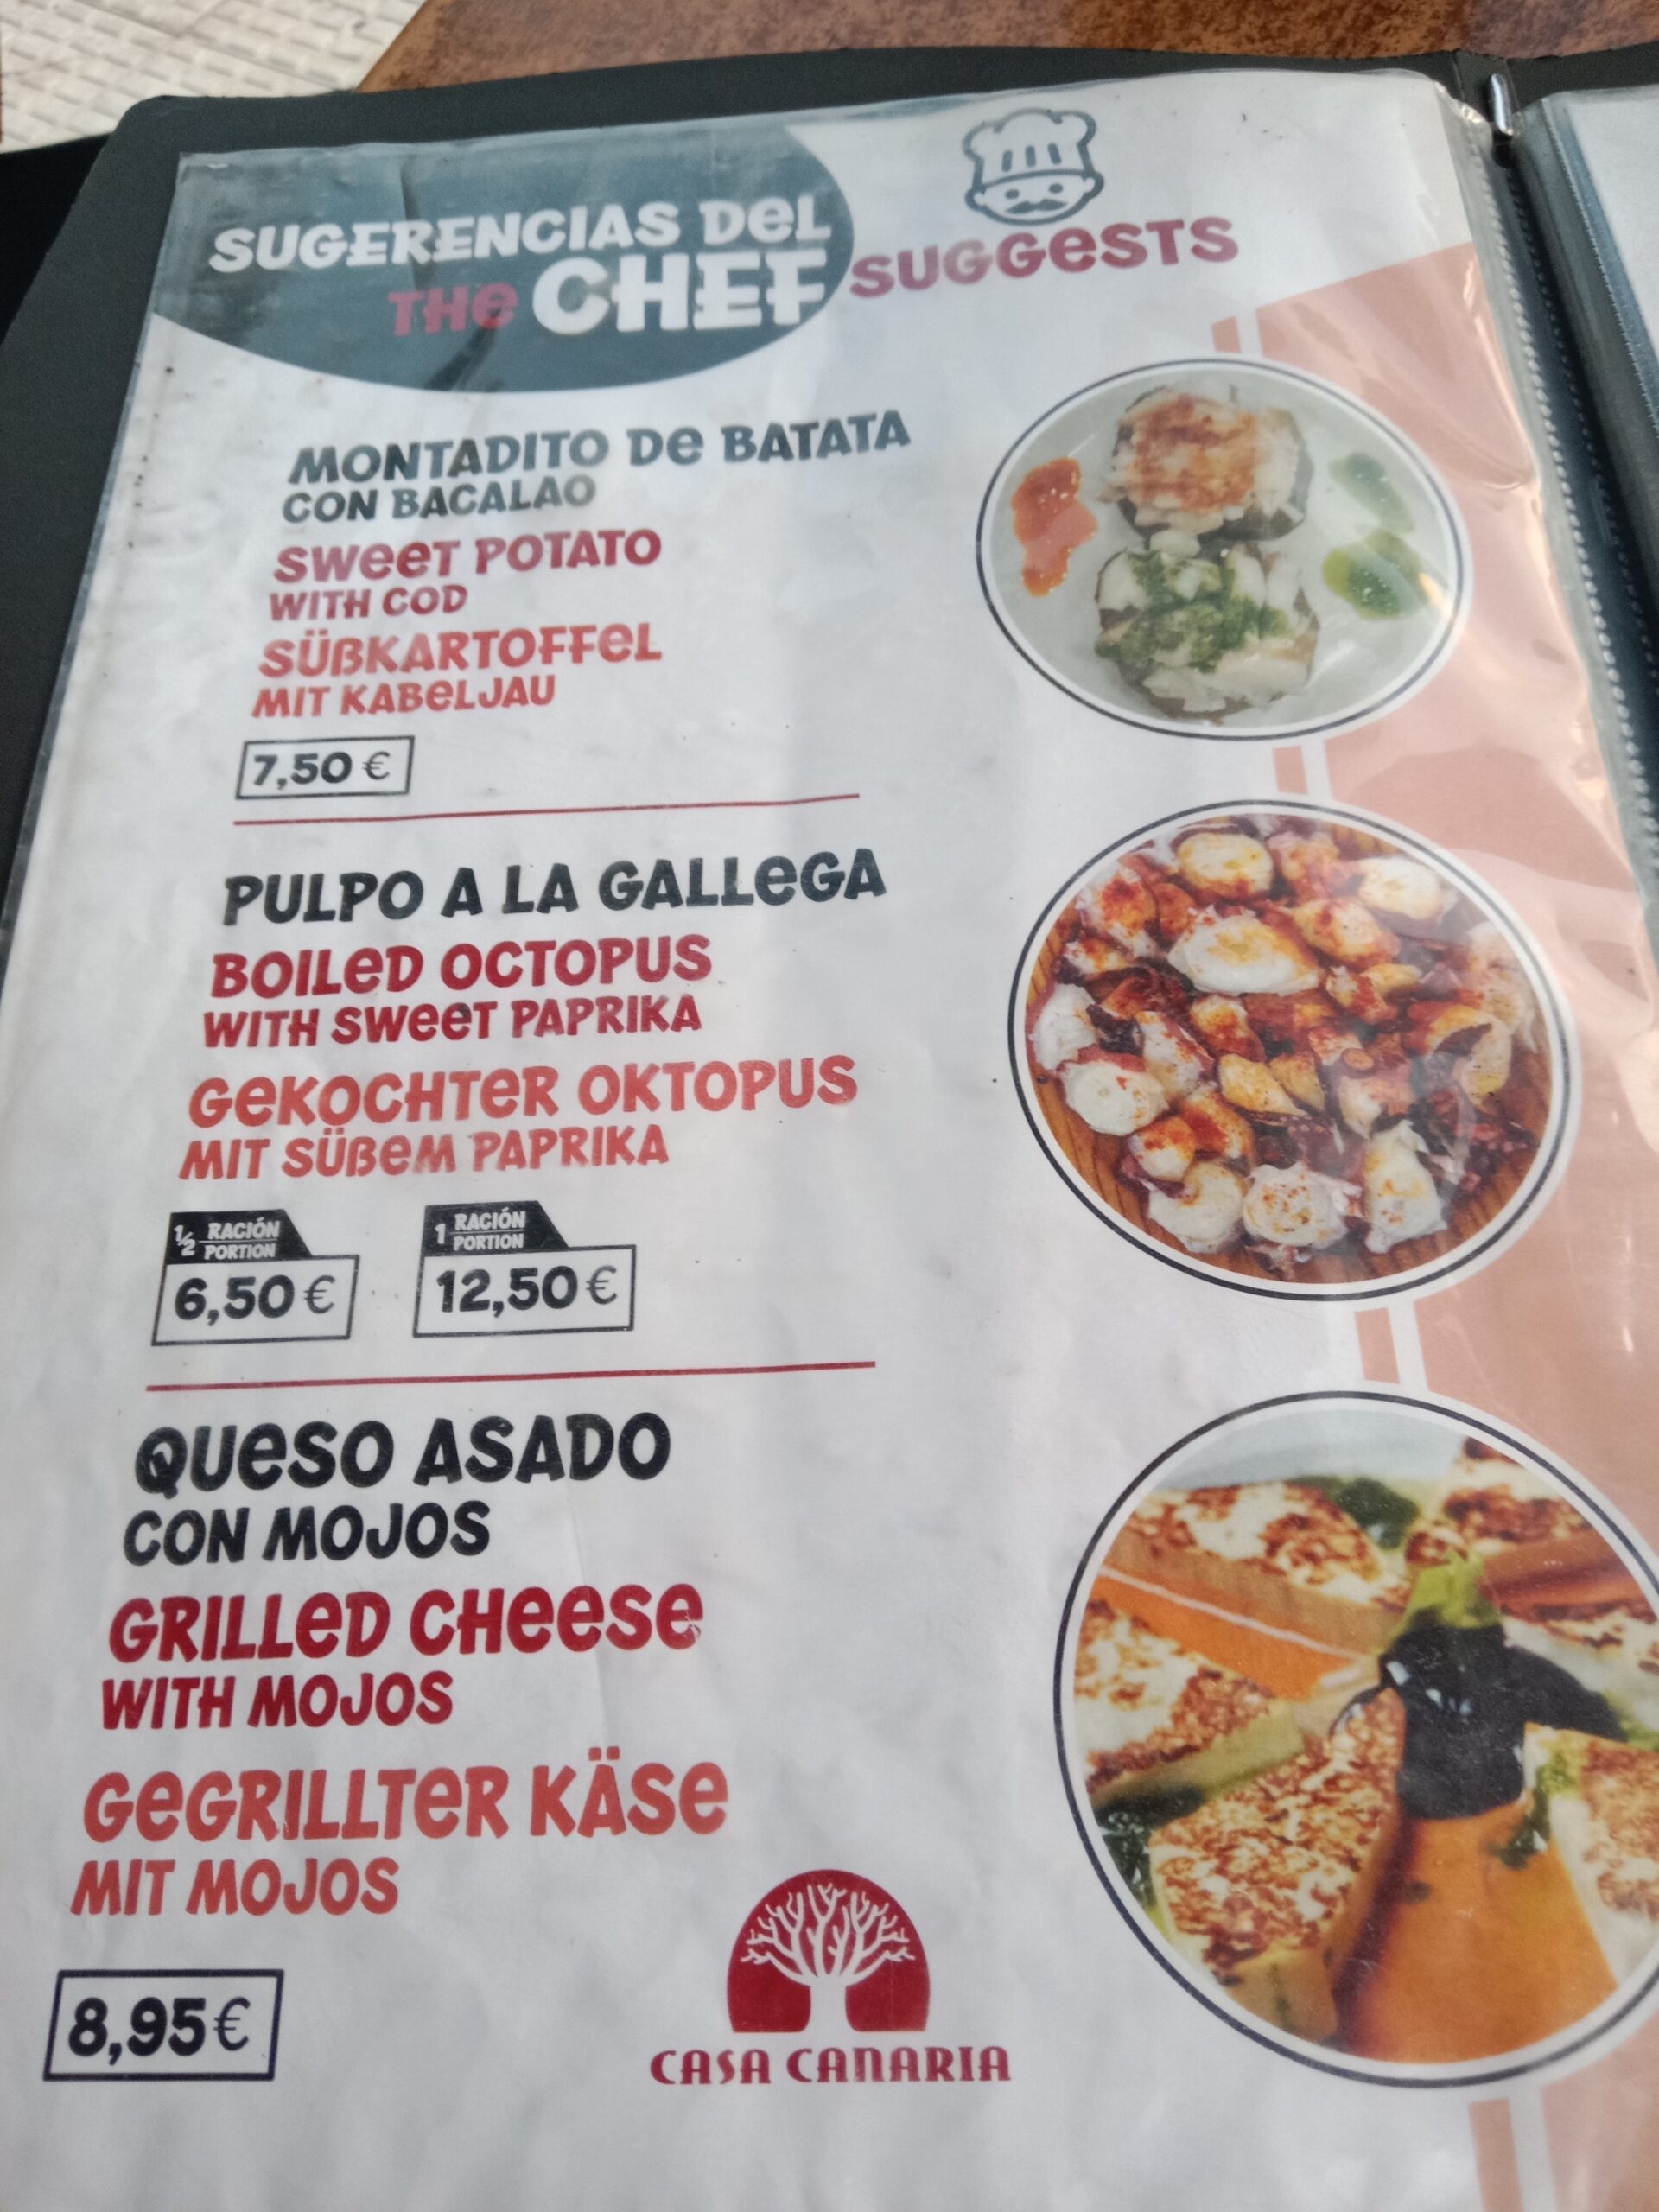 SUGERENCIAS DeL
THe CHEF SUGGeSTS
MONTADITO De BATATA
CON BACALAO
SWeeT POTATO
WITH COD
SÜßKARTOFFeL
MIT KABeLJAU
7,50 €
PULPO A LA GALLeGA
BOILeD OCTOPUS
WITH SWeeT PAPRIKA
GeKOCHTeR OKTOPUS
MIT SÜßeM PAPRIKA
1/2 RACIÓN PORTION
6,50 €
1 RACIÓN PORTION
12,50 €
QUeSO ASADO
CON MOJOS
GRILLeD CHeeSe
WITH MOJOS
GeGRILLTeR KÄSe
MIT MOJOS
8,95 €
CASA CANARIA